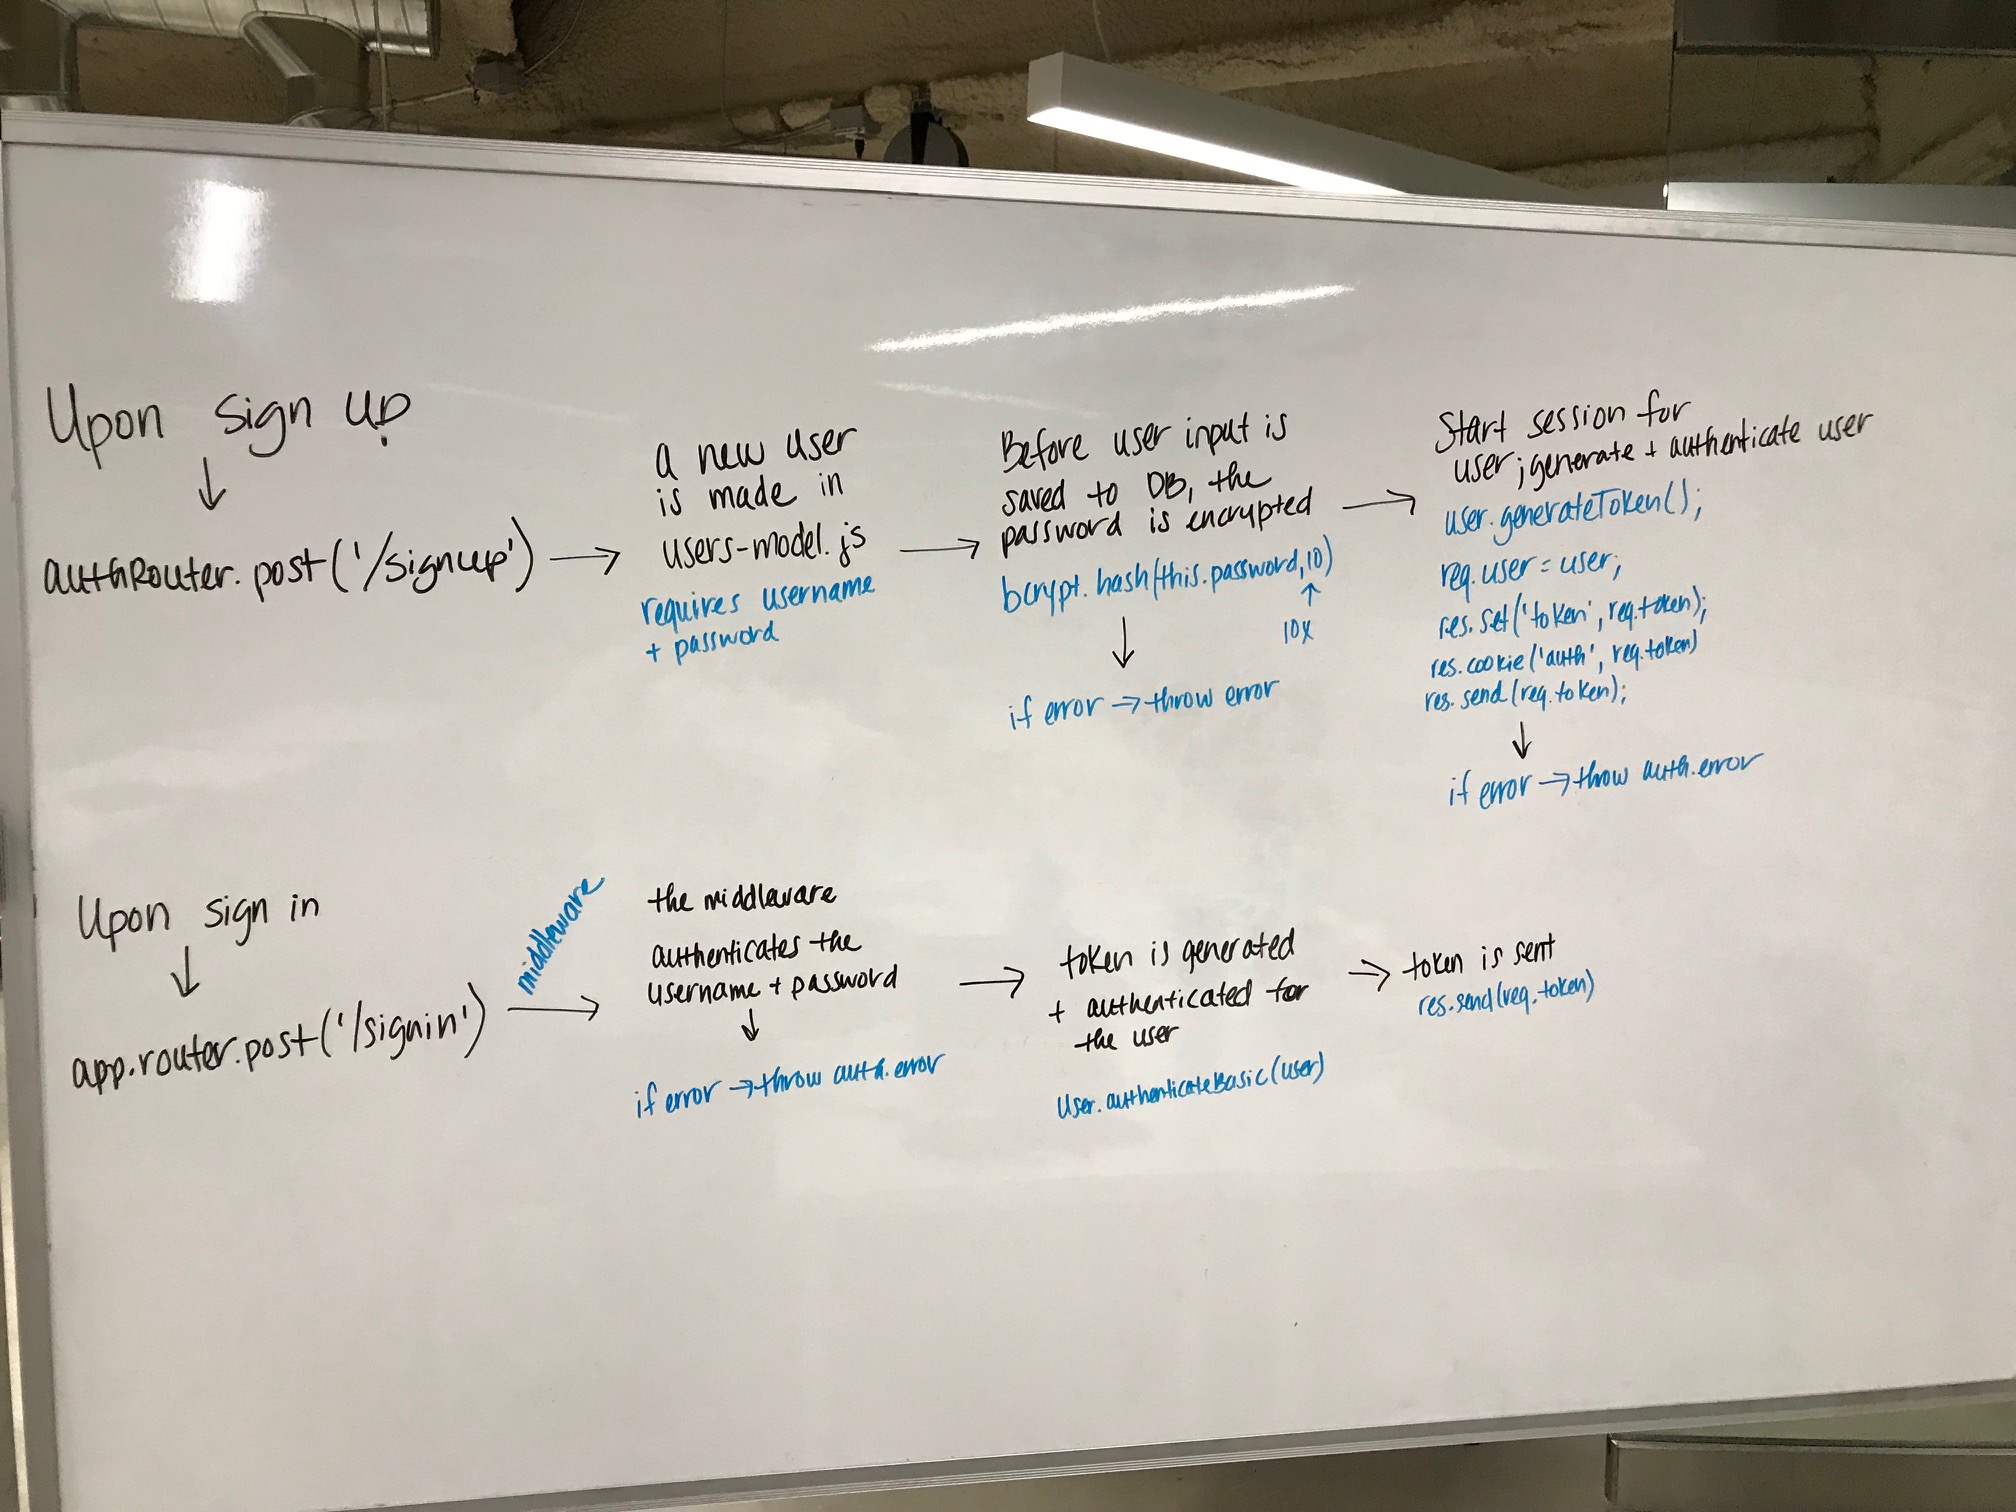 Upon sign up
↓
authRouter.post('/signup') →
a new user
is made in
users-model.js
requires username
+ password
→
Before user input is
saved to DB, the
password is encrypted
bcrypt.hash(this.password,10)
↑
10x
↓
if error → throw error
→
Start session for
user; generate + authenticate user
user.generateToken();
req.user = user;
res.set('token', req.token);
res.cookie('auth', req.token)
res.send(req.token);
↓
if error → throw auth.error
Upon sign in
↓
app.router.post('/signin')
middleware
→
the middleware
authenticates the
username + password
↓
if error → throw auth.error
→
token is generated
+ authenticated for
the user
User.authenticateBasic(user)
→
token is sent
res.send(req.token)